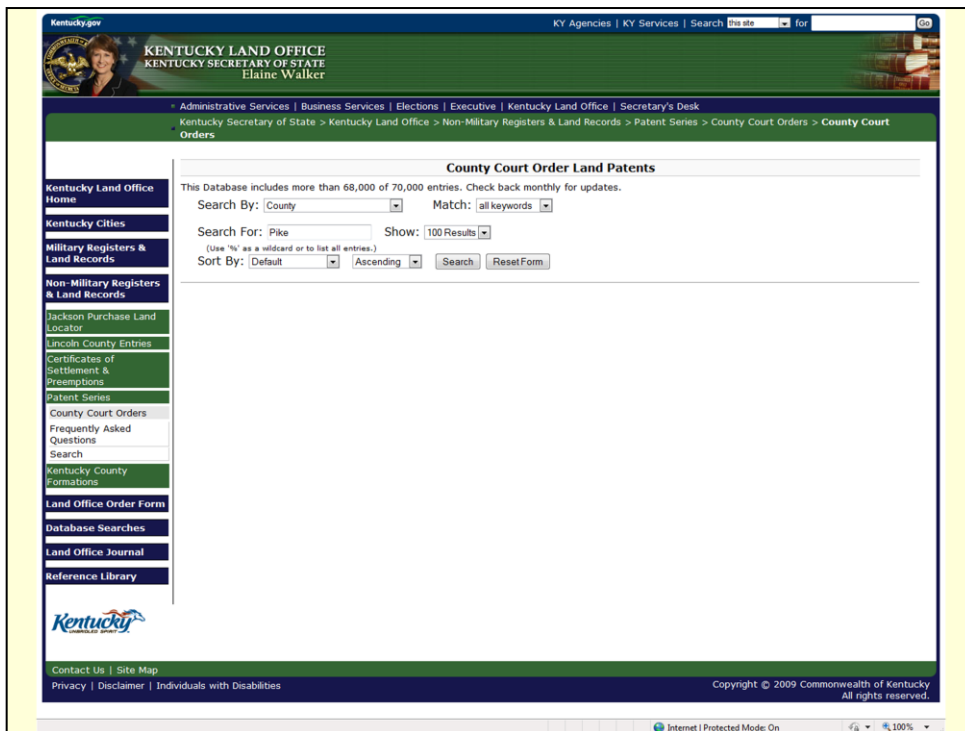 Kentucky.gov
KY Agencies | KY Services | Search this site for Go
KENTUCKY LAND OFFICE
KENTUCKY SECRETARY OF STATE
Elaine Walker
Administrative Services | Business Services | Elections | Executive | Kentucky Land Office | Secretary's Desk
Kentucky Secretary of State > Kentucky Land Office > Non-Military Registers & Land Records > Patent Series > County Court Orders > County Court
Orders
County Court Order Land Patents
This Database includes more than 68,000 of 70,000 entries. Check back monthly for updates.
Search By: County Match: all keywords
Search For: Pike Show: 100 Results
(Use '%' as a wildcard or to list all entries.)
Sort By: Default Ascending Search Reset Form
Kentucky Land Office
Home
Kentucky Cities
Military Registers &
Land Records
Non-Military Registers
& Land Records
Jackson Purchase Land
Locator
Lincoln County Entries
Certificates of
Settlement &
Preemptions
Patent Series
County Court Orders
Frequently Asked
Questions
Search
Kentucky County
Formations
Land Office Order Form
Database Searches
Land Office Journal
Reference Library
Kentucky
UNBRIDLED SPIRIT
Contact Us | Site Map
Privacy | Disclaimer | Individuals with Disabilities
Copyright © 2009 Commonwealth of Kentucky
All rights reserved.
Internet | Protected Mode: On 100%